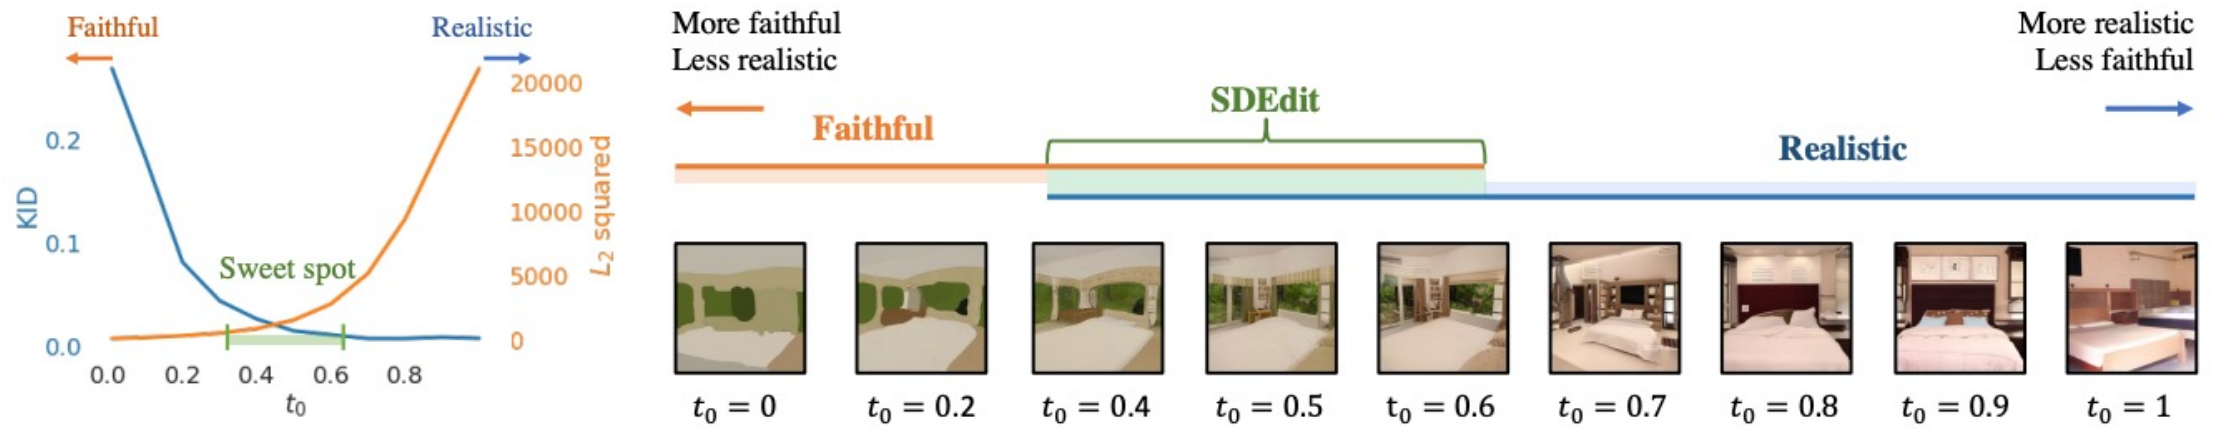 Faithful
Realistic
KID
0.2
0.1
0.0
20000
15000
10000
5000
0
L₂ squared
Sweet spot
0.0 0.2 0.4 0.6 0.8
t₀
More faithful
Less realistic
More realistic
Less faithful
SDEdit
Faithful
Realistic
t₀ = 0
t₀ = 0.2
t₀ = 0.4
t₀ = 0.5
t₀ = 0.6
t₀ = 0.7
t₀ = 0.8
t₀ = 0.9
t₀ = 1